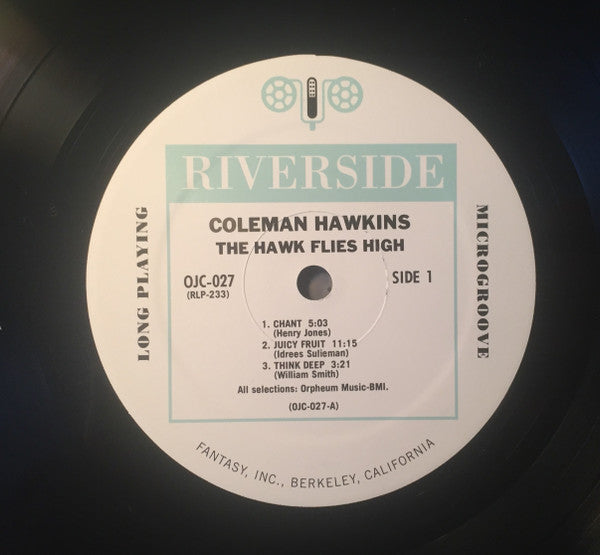 RIVERSIDE
COLEMAN HAWKINS
THE HAWK FLIES HIGH
OJC-027
(RLP-233)
SIDE 1
LONG PLAYING
MICROGROOVE
1. CHANT 5:03
(Henry Jones)
2. JUICY FRUIT 11:15
(Idrees Sulieman)
3. THINK DEEP 3:21
(William Smith)
All selections: Orpheum Music-BMI.
(OJC-027-A)
FANTASY, INC., BERKELEY, CALIFORNIA